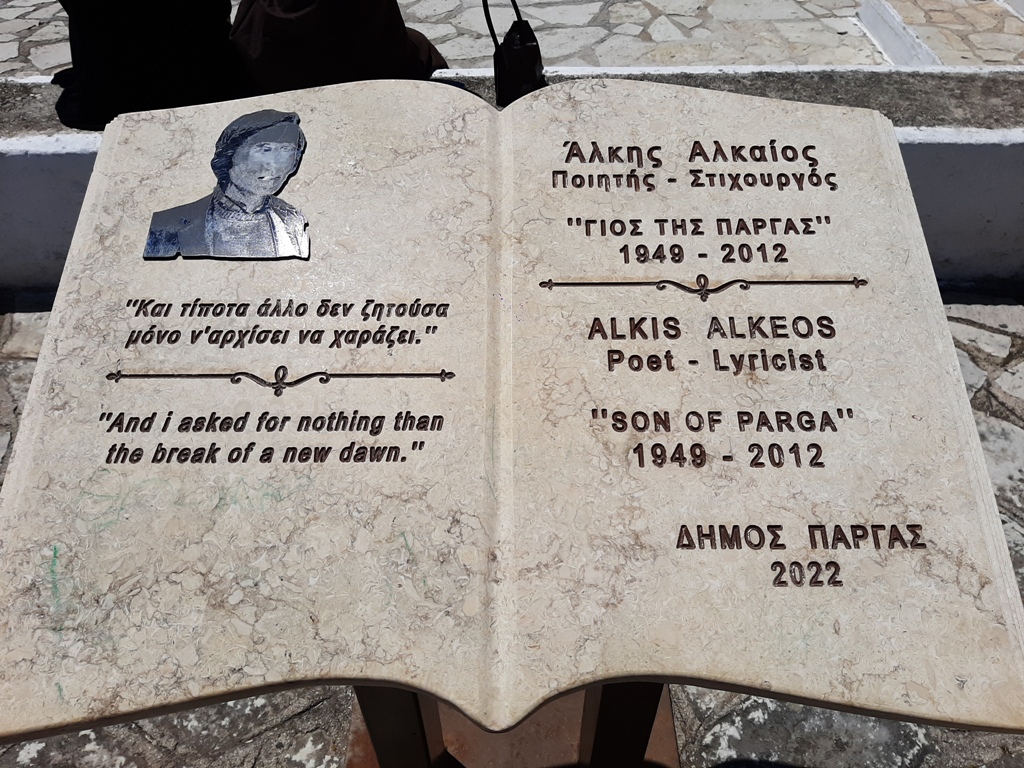 "Και τίποτα άλλο δεν ζητούσα
μόνο ν'αρχίσει να χαράζει."
"And i asked for nothing than
the break of a new dawn."
Άλκης Αλκαίος
Ποιητής - Στιχουργός
"ΓΙΟΣ ΤΗΣ ΠΑΡΓΑΣ"
1949 - 2012
ALKIS ALKEOS
Poet - Lyricist
"SON OF PARGA"
1949 - 2012
ΔΗΜΟΣ ΠΑΡΓΑΣ
2022